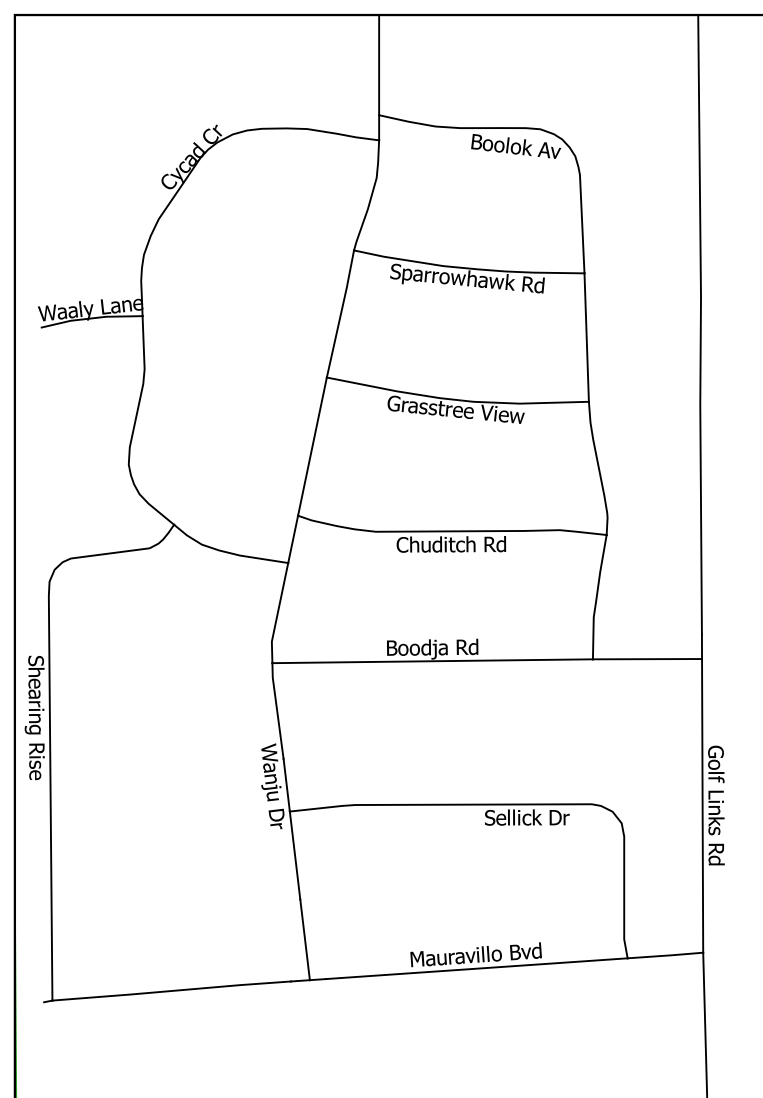 Cycad Cr
Boolok Av
Sparrowhawk Rd
Waaly Lane
Grasstree View
Chuditch Rd
Boodja Rd
Shearing Rise
Wanju Dr
Golf Links Rd
Sellick Dr
Mauravillo Bvd